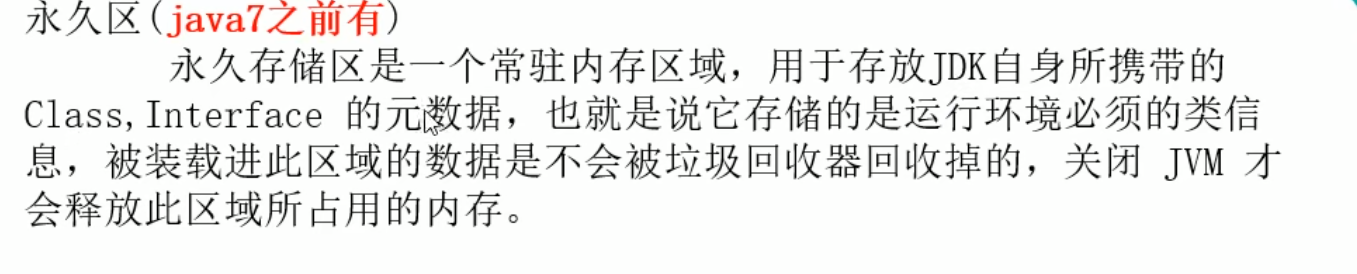 永久区(java7之前有)
永久存储区是一个常驻内存区域，用于存放JDK自身所携带的
Class,Interface 的元数据，也就是说它存储的是运行环境必须的类信
息，被装载进此区域的数据是不会被垃圾回收器回收掉的，关闭 JVM 才
会释放此区域所占用的内存。